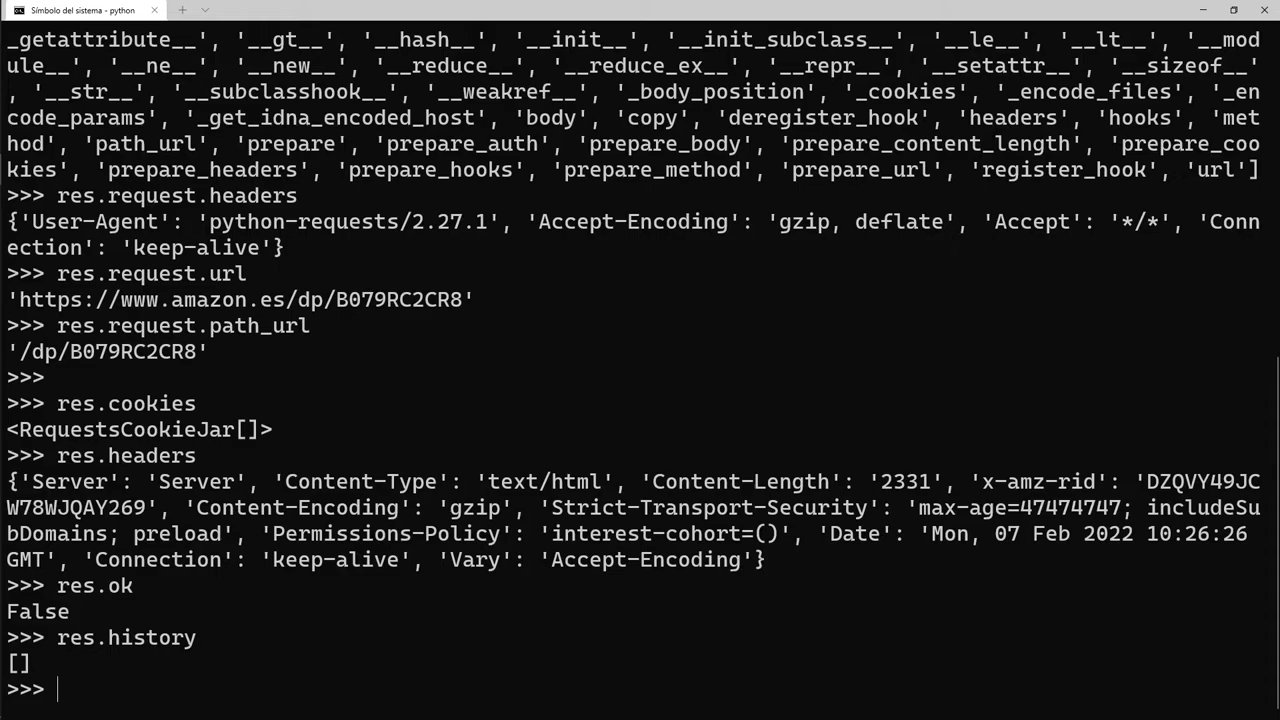 Símbolo del sistema - python
_getattribute__', '__gt__', '__hash__', '__init__', '__init_subclass__', '__le__', '__lt__', '__mod
ule__', '__ne__', '__new__', '__reduce__', '__reduce_ex__', '__repr__', '__setattr__', '__sizeof__'
, '__str__', '__subclasshook__', '__weakref__', '_body_position', '_cookies', '_encode_files', '_en
code_params', '_get_idna_encoded_host', 'body', 'copy', 'deregister_hook', 'headers', 'hooks', 'met
hod', 'path_url', 'prepare', 'prepare_auth', 'prepare_body', 'prepare_content_length', 'prepare_coo
kies', 'prepare_headers', 'prepare_hooks', 'prepare_method', 'prepare_url', 'register_hook', 'url']
>>> res.request.headers
{'User-Agent': 'python-requests/2.27.1', 'Accept-Encoding': 'gzip, deflate', 'Accept': '*/*', 'Conn
ection': 'keep-alive'}
>>> res.request.url
'https://www.amazon.es/dp/B079RC2CR8'
>>> res.request.path_url
'/dp/B079RC2CR8'
>>>
>>> res.cookies
<RequestsCookieJar[]>
>>> res.headers
{'Server': 'Server', 'Content-Type': 'text/html', 'Content-Length': '2331', 'x-amz-rid': 'DZQVY49JC
W78WJQAY269', 'Content-Encoding': 'gzip', 'Strict-Transport-Security': 'max-age=47474747; includeSu
bDomains; preload', 'Permissions-Policy': 'interest-cohort=()', 'Date': 'Mon, 07 Feb 2022 10:26:26
GMT', 'Connection': 'keep-alive', 'Vary': 'Accept-Encoding'}
>>> res.ok
False
>>> res.history
[]
>>>